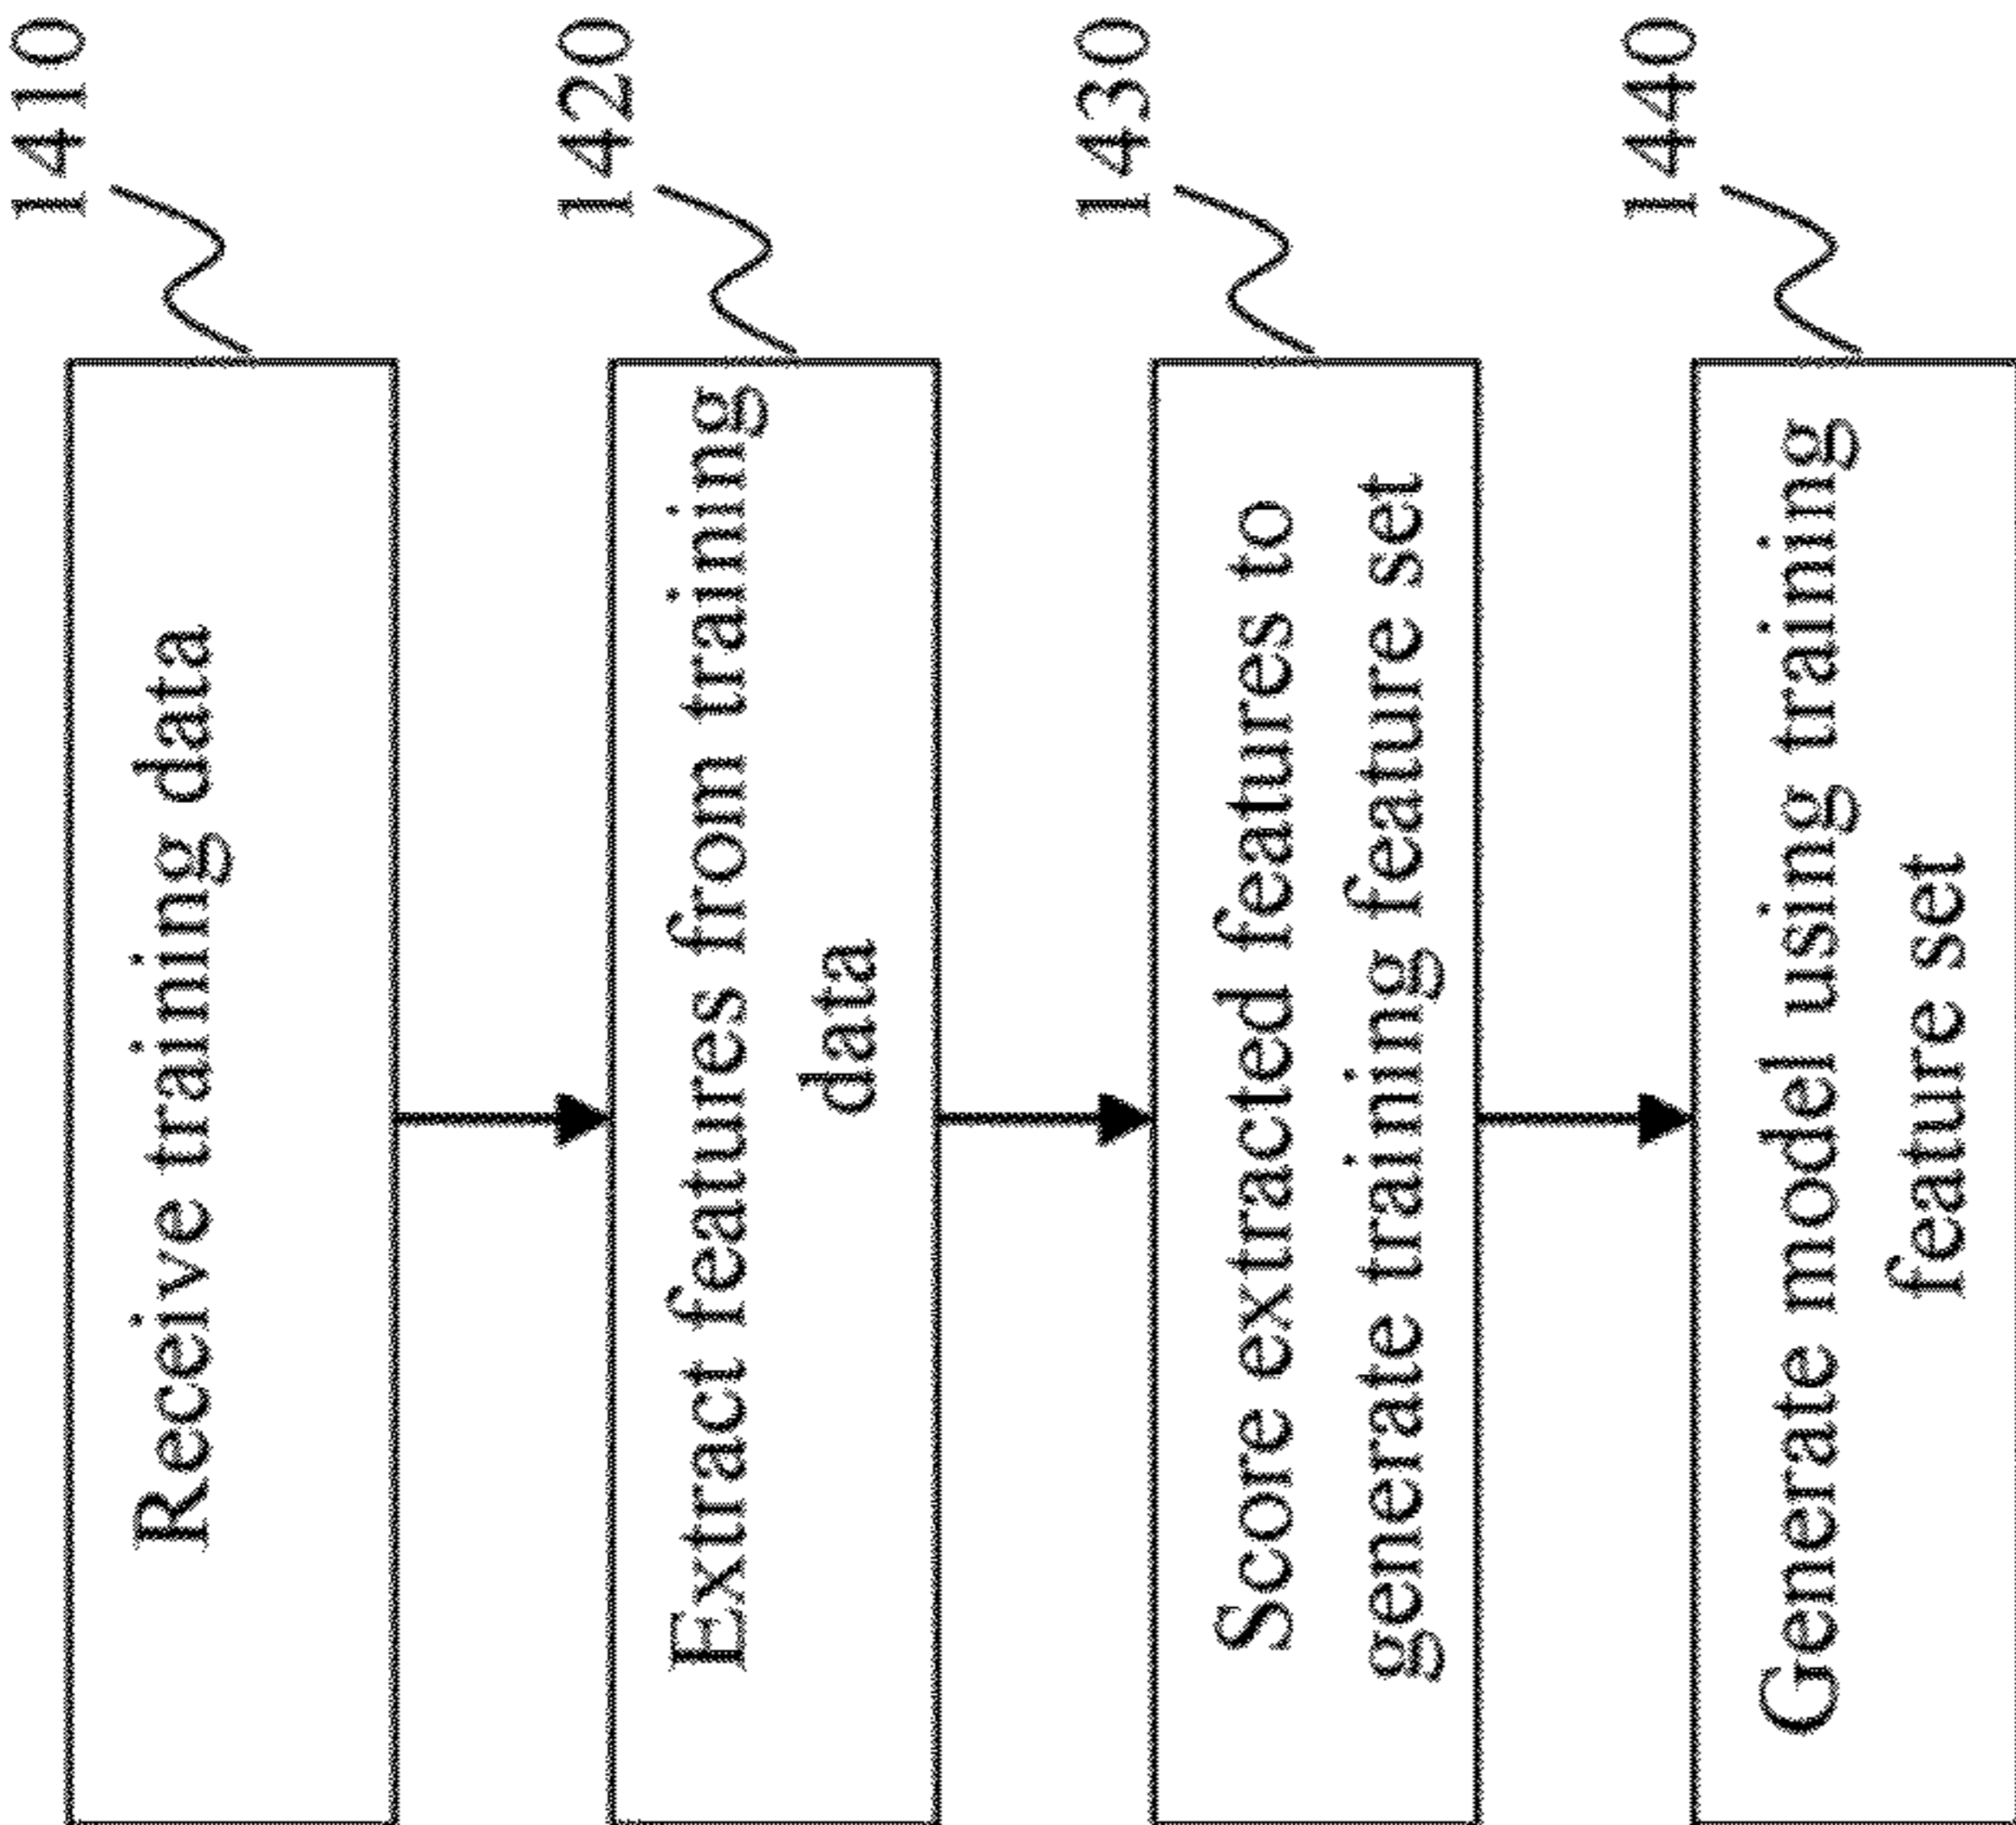 1410
Receive training data
1420
Extract features from training
data
1430
Score extracted features to
generate training feature set
1440
Generate model using training
feature set